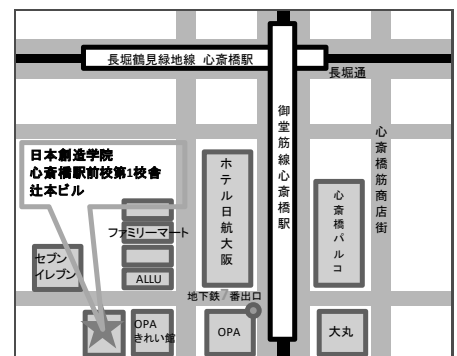 長堀鶴見緑地線 心斎橋駅
長堀通
御堂筋線心斎橋駅
心斎橋筋商店街
日本創造学院
心斎橋駅前校第1校舎
辻本ビル
ホテル日航大阪
心斎橋パルコ
ファミリーマート
セブン
イレブン
ALLU
地下鉄7番出口
OPA
きれい館
OPA
大丸